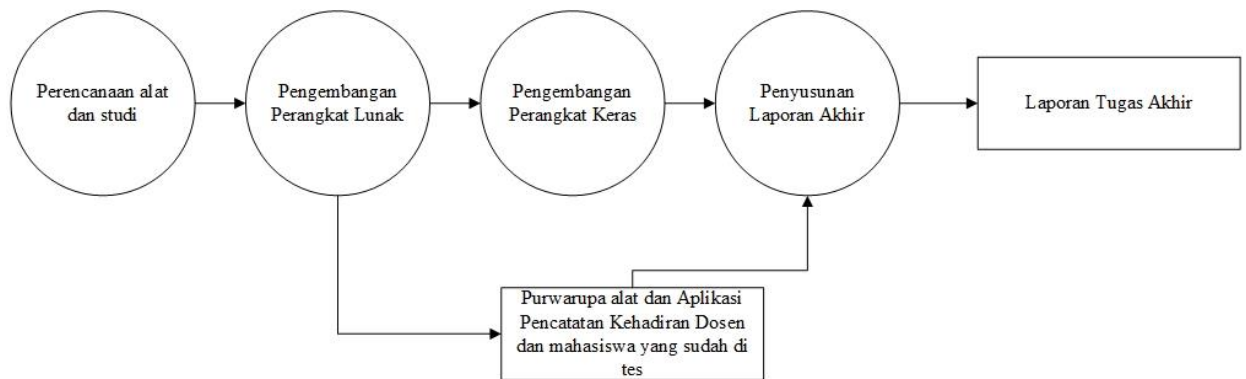 Perencanaan alat
dan studi
Pengembangan
Perangkat Lunak
Pengembangan
Perangkat Keras
Penyusunan
Laporan Akhir
Laporan Tugas Akhir
Purwarupa alat dan Aplikasi
Pencatatan Kehadiran Dosen
dan mahasiswa yang sudah di
tes